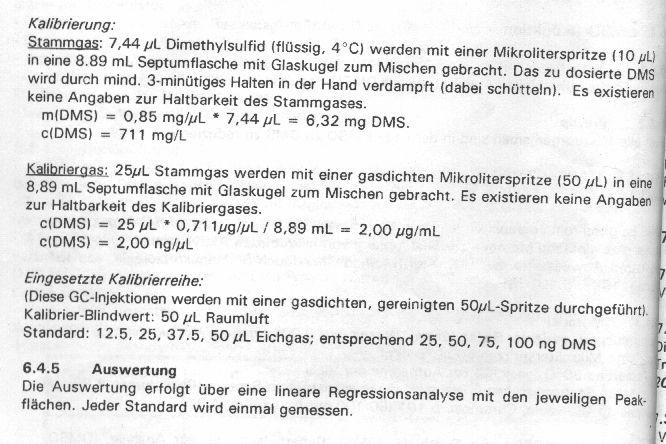 Kalibrierung:
Stammgas: 7,44 µL Dimethylsulfid (flüssig, 4°C) werden mit einer Mikroliterspritze (10 µL)
in eine 8.89 mL Septumflasche mit Glaskugel zum Mischen gebracht. Das zu dosierte DMS
wird durch mind. 3-minütiges Halten in der Hand verdampft (dabei schütteln). Es existieren
keine Angaben zur Haltbarkeit des Stammgases.
m(DMS) = 0,85 mg/µL * 7,44 µL = 6,32 mg DMS.
c(DMS) = 711 mg/L
Kalibriergas: 25µL Stammgas werden mit einer gasdichten Mikroliterspritze (50 µL) in eine
8,89 mL Septumflasche mit Glaskugel zum Mischen gebracht. Es existieren keine Angaben
zur Haltbarkeit des Kalibriergases.
c(DMS) = 25 µL * 0,711µg/µL / 8,89 mL = 2,00 µg/mL
c(DMS) = 2,00 ng/µL
Eingesetzte Kalibrierreihe:
(Diese GC-Injektionen werden mit einer gasdichten, gereinigten 50µL-Spritze durchgeführt).
Kalibrier-Blindwert: 50 µL Raumluft
Standard: 12.5, 25, 37.5, 50 µL Eichgas; entsprechend 25, 50, 75, 100 ng DMS
6.4.5 Auswertung
Die Auswertung erfolgt über eine lineare Regressionsanalyse mit den jeweiligen Peak-
flächen. Jeder Standard wird einmal gemessen.